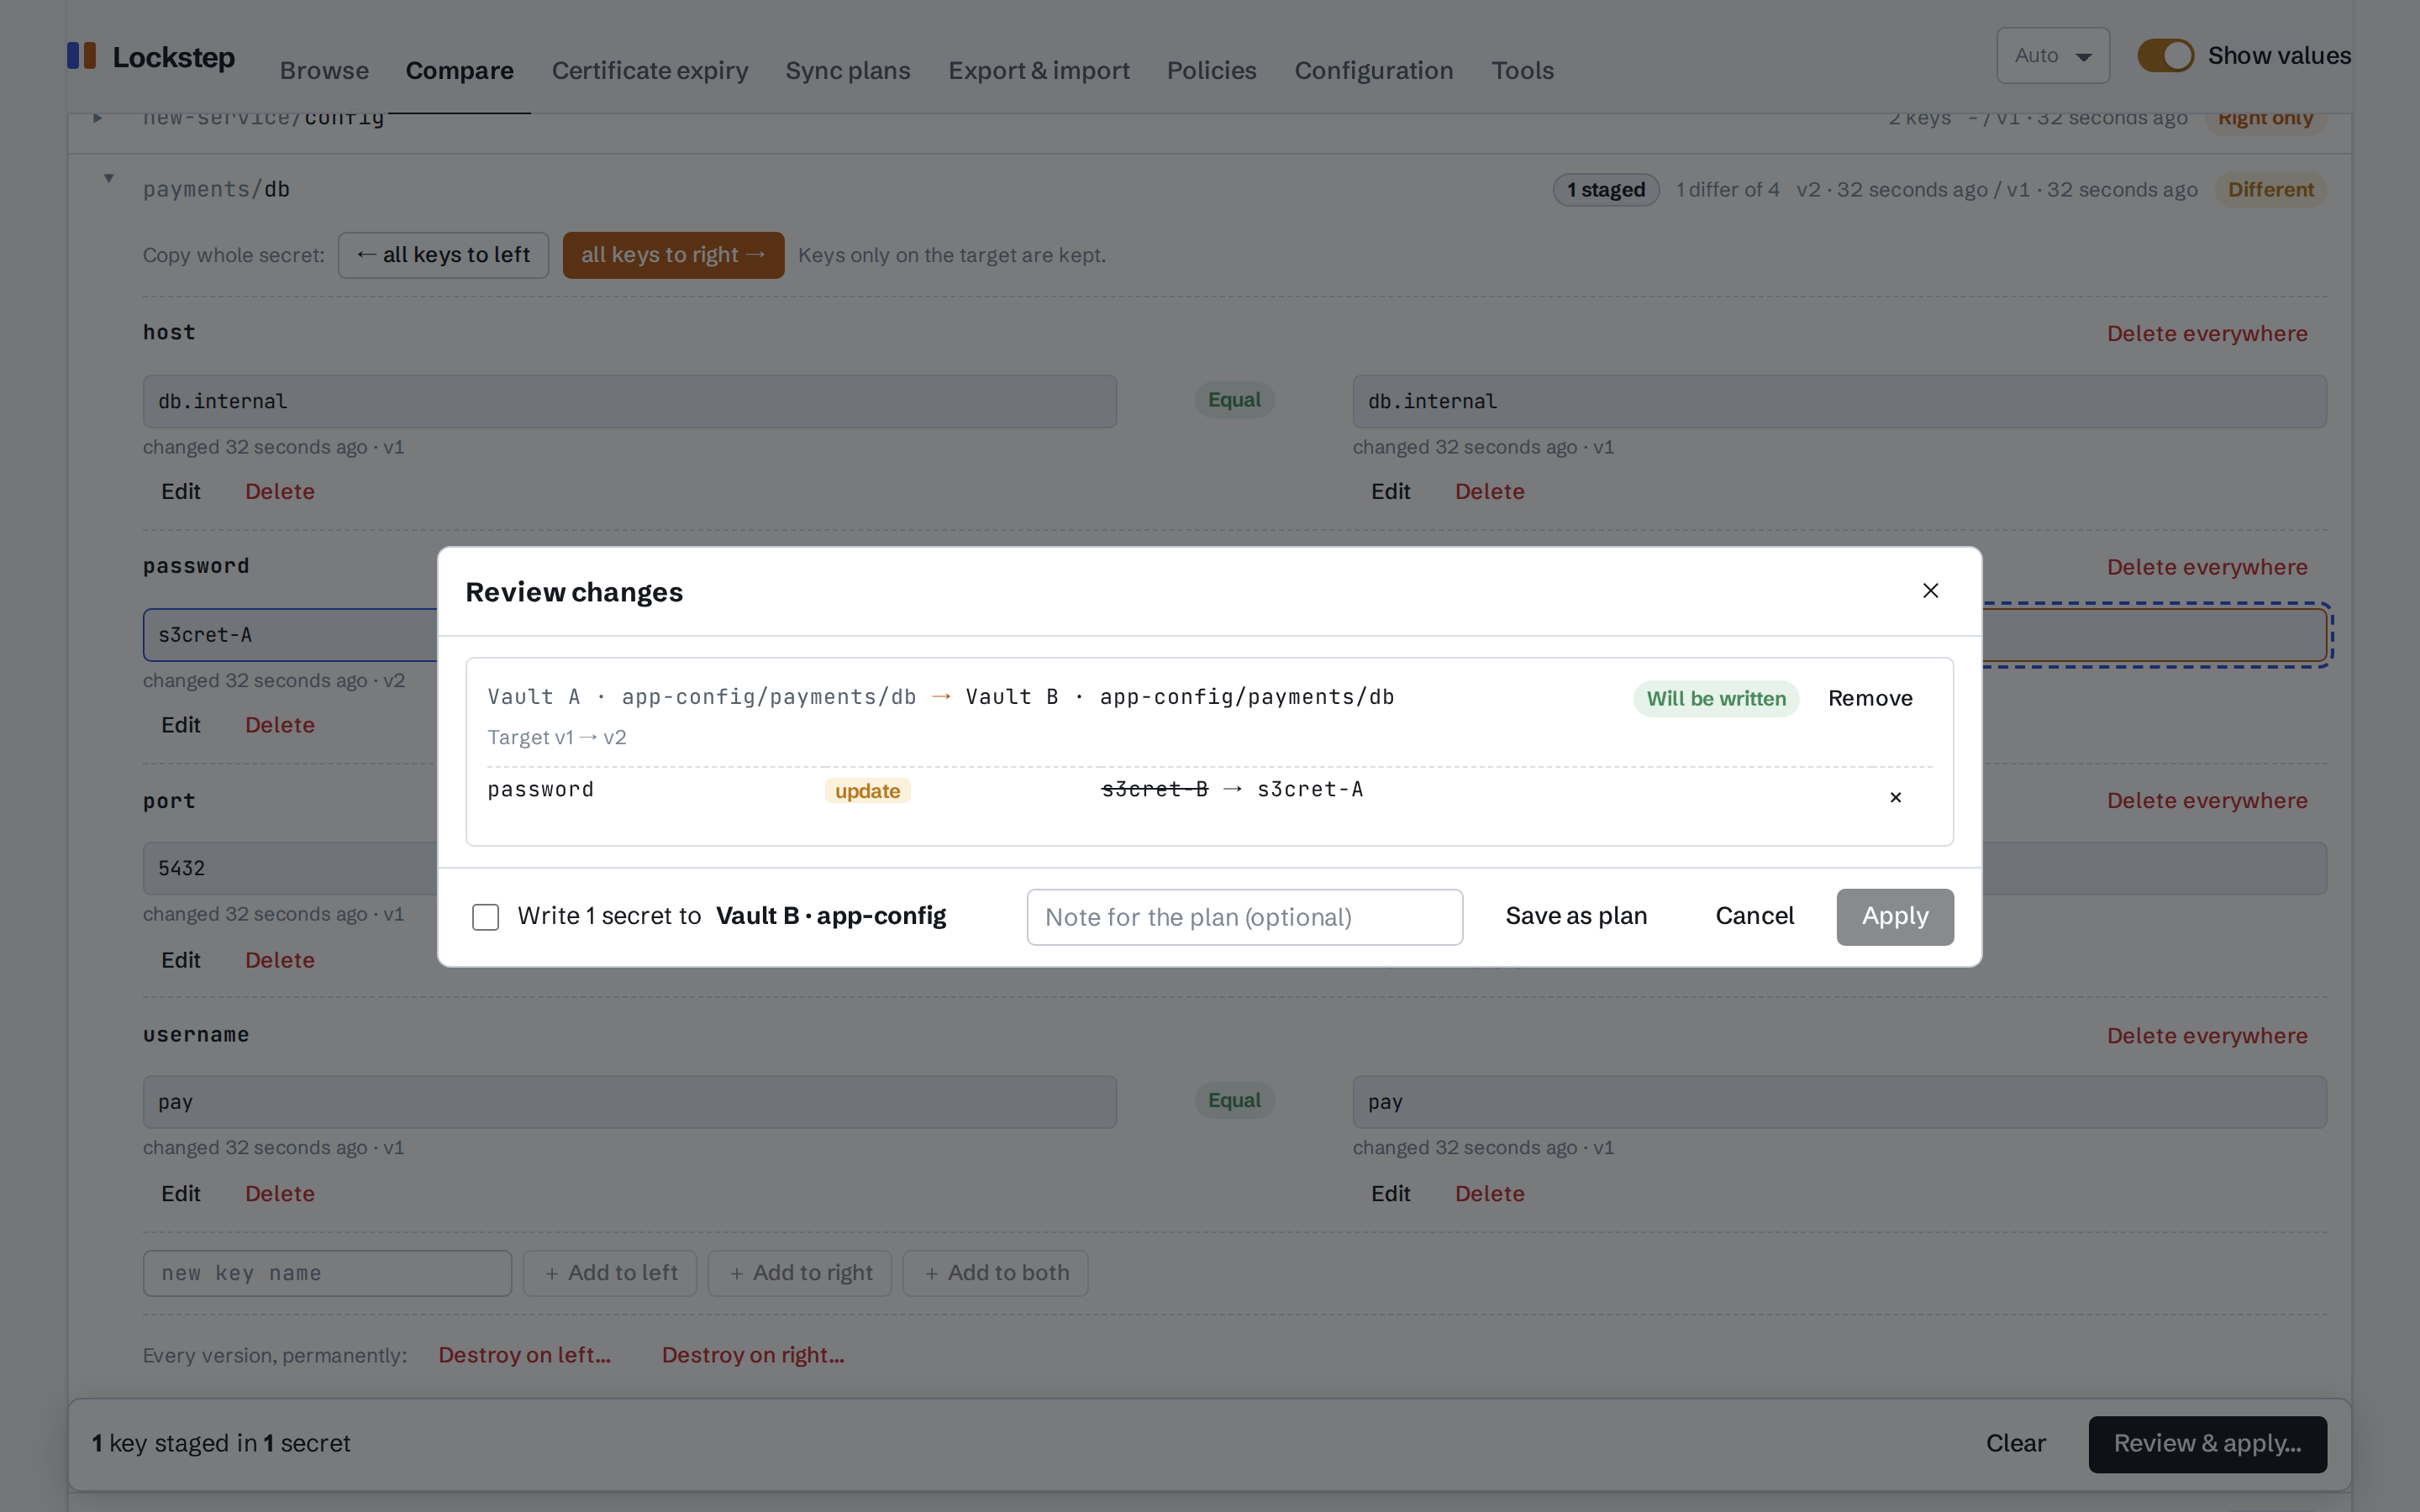 Lockstep Browse Compare Certificate expiry Sync plans Export & import Policies Configuration Tools Auto Show values
new-service/config 2 keys – / v1 · 32 seconds ago Right only
payments/db 1 staged 1 differ of 4 v2 · 32 seconds ago / v1 · 32 seconds ago Different
Copy whole secret: ← all keys to left all keys to right → Keys only on the target are kept.
host Delete everywhere
db.internal Equal db.internal
changed 32 seconds ago · v1 changed 32 seconds ago · v1
Edit Delete Edit Delete
password Delete everywhere
s3cret-A
changed 32 seconds ago · v2
Edit Delete
port Delete everywhere
5432
changed 32 seconds ago · v1
Edit Delete
Review changes ×
Vault A · app-config/payments/db → Vault B · app-config/payments/db Will be written Remove
Target v1 → v2
password update s3cret-B → s3cret-A ×
Write 1 secret to Vault B · app-config Note for the plan (optional) Save as plan Cancel Apply
username Delete everywhere
pay Equal pay
changed 32 seconds ago · v1 changed 32 seconds ago · v1
Edit Delete Edit Delete
new key name + Add to left + Add to right + Add to both
Every version, permanently: Destroy on left... Destroy on right...
1 key staged in 1 secret Clear Review & apply...